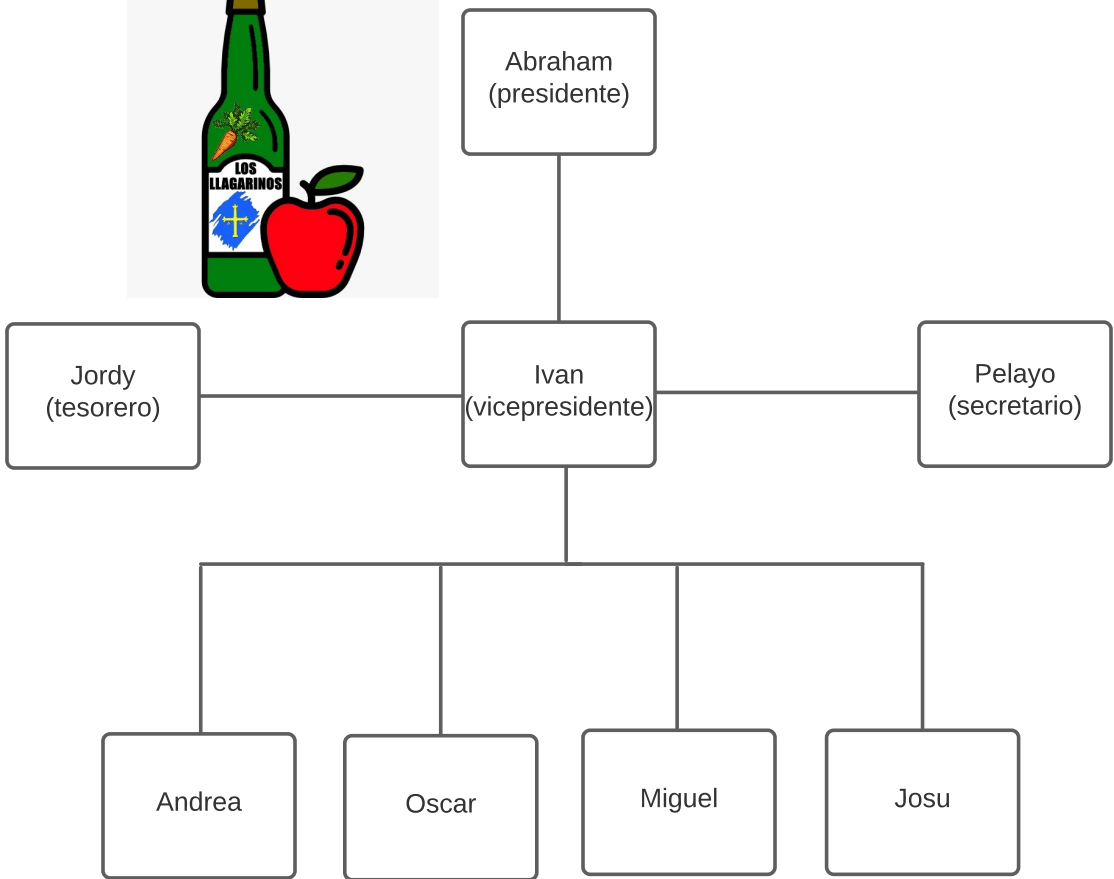 Abraham
(presidente)
LOS
LLAGARINOS
Jordy
(tesorero)
Ivan
(vicepresidente)
Pelayo
(secretario)
Andrea
Oscar
Miguel
Josu